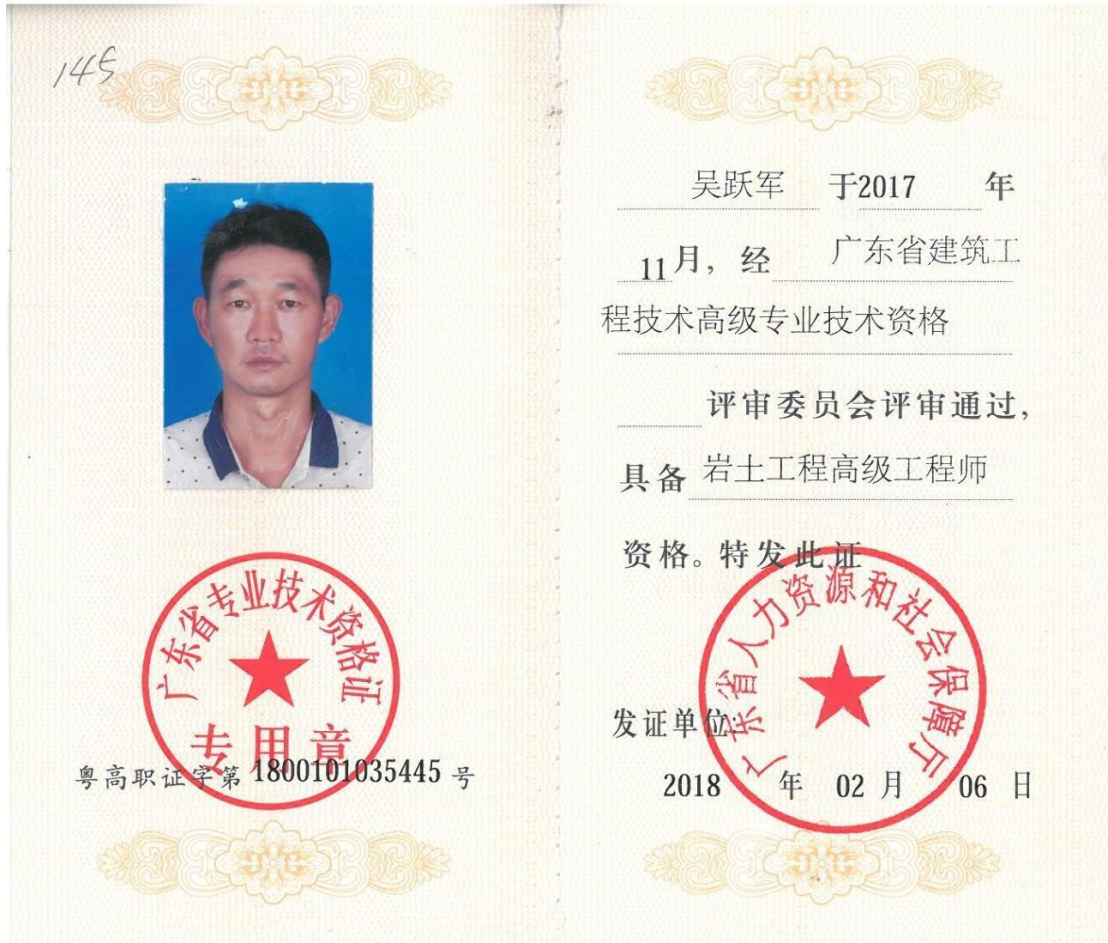 145
广东省专业技术资格证
专用章
粤高职证字第 1800101035445 号
吴跃军 于2017 年
11月，经 广东省建筑工
程技术高级专业技术资格
评审委员会评审通过，
具备 岩土工程高级工程师
资格。特发此证
广东省人力资源和社会保障厅
发证单位:
2018 年 02 月 06 日